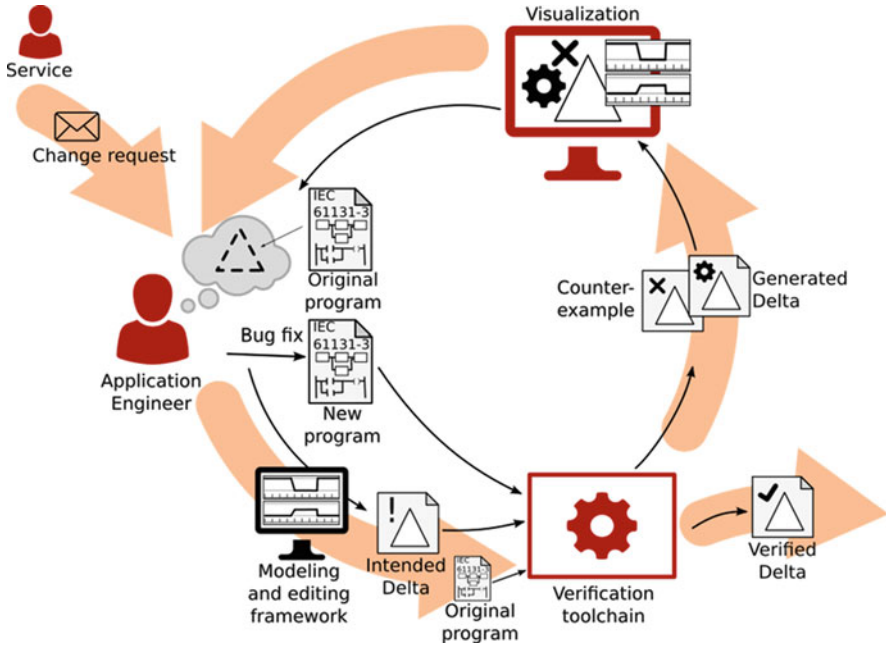 Visualization
Service
Change request
IEC
61131-3
Original
program
Counter-
example
Generated
Delta
Bug fix
IEC
61131-3
New
program
Application
Engineer
!
Modeling
and editing
framework
Intended
Delta
IEC
61131-3
Original
program
Verification
toolchain
Verified
Delta